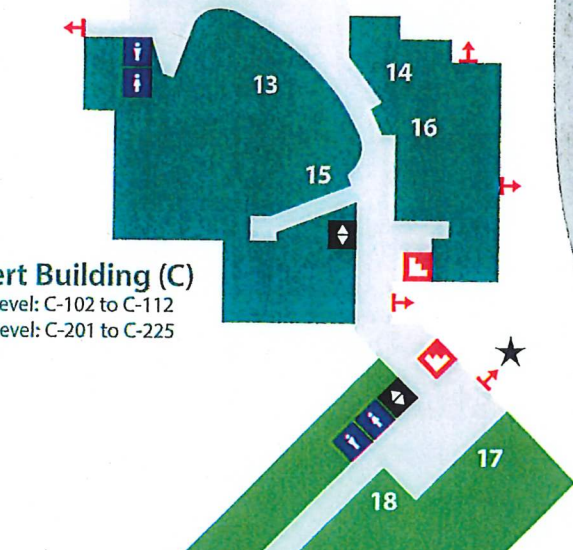 13
14
16
15
ert Building (C)
evel: C-102 to C-112
evel: C-201 to C-225
17
18